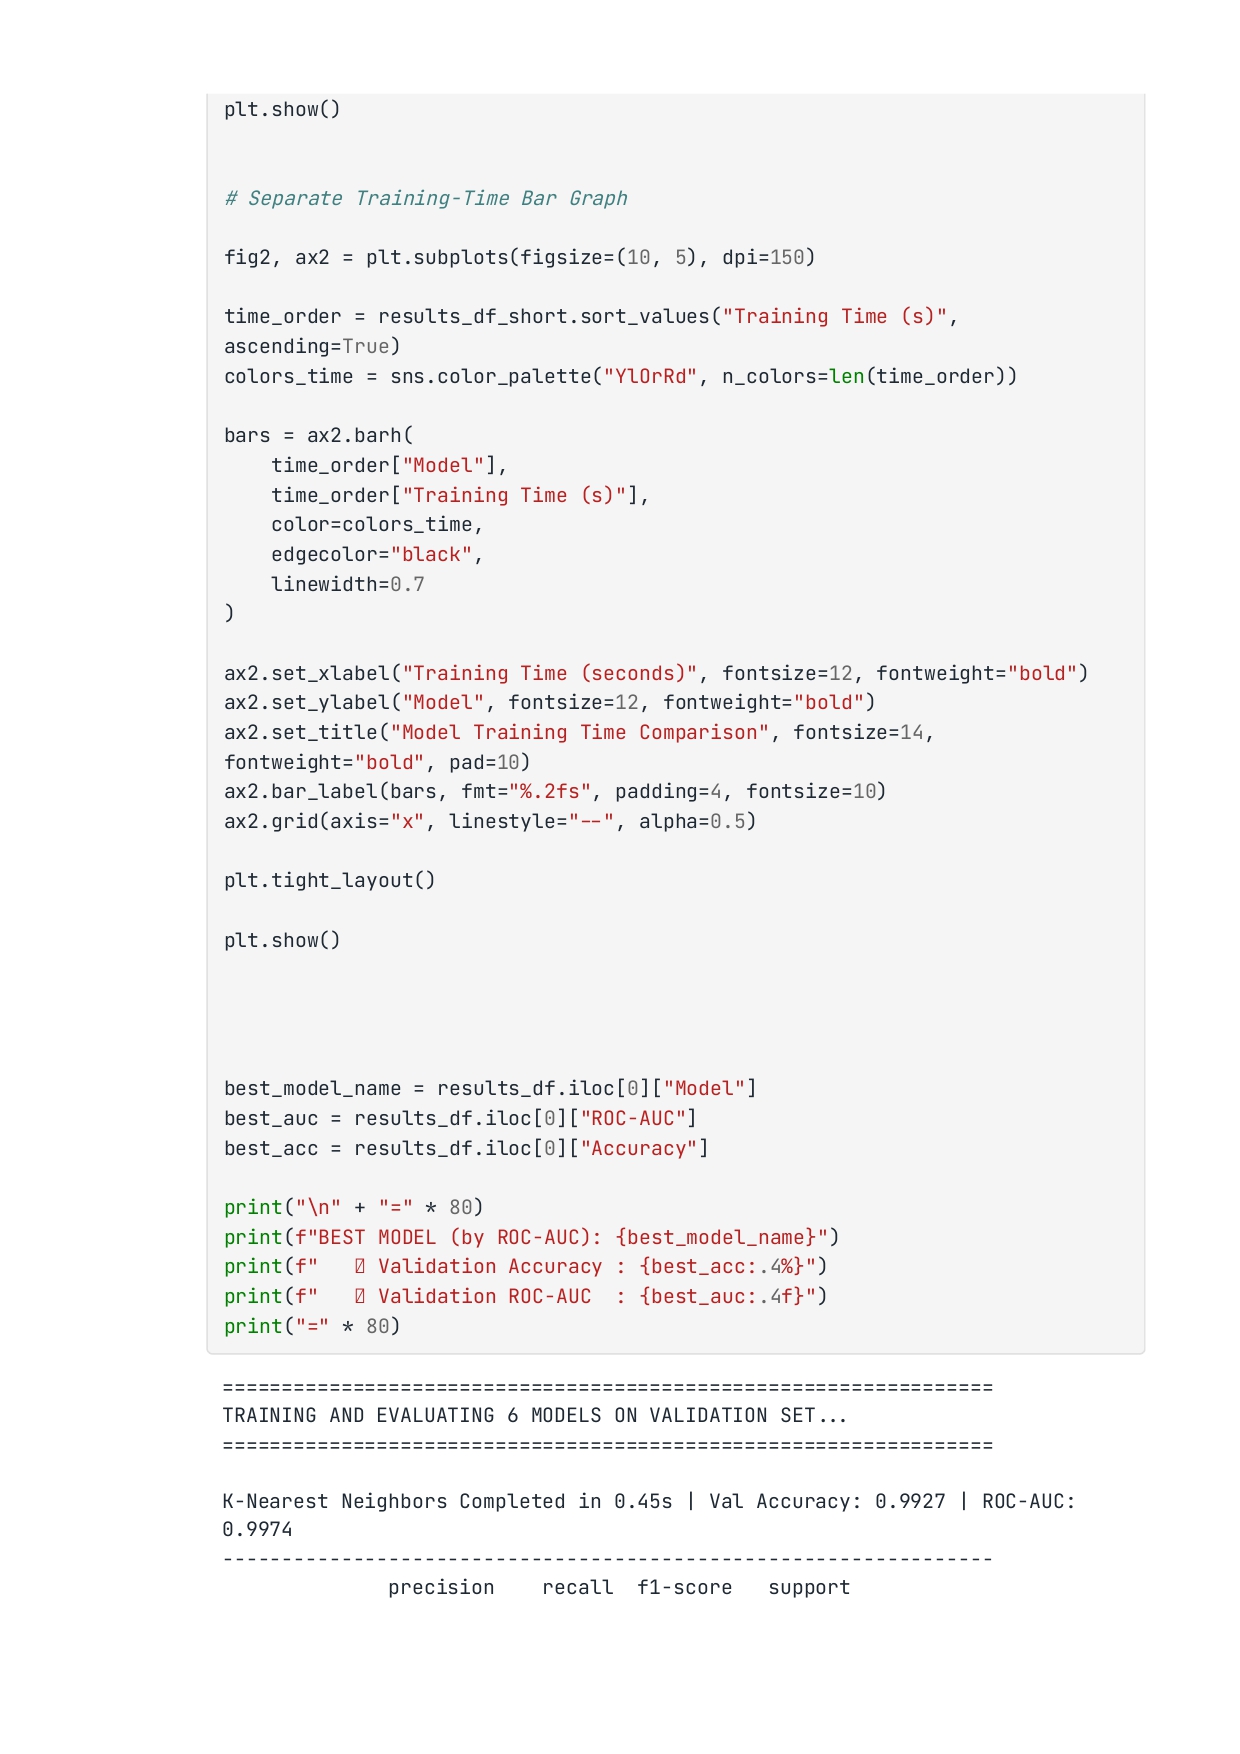 plt.show()
# Separate Training-Time Bar Graph
fig2, ax2 = plt.subplots(figsize=(10, 5), dpi=150)
time_order = results_df_short.sort_values("Training Time (s)",
ascending=True)
colors_time = sns.color_palette("YlOrRd", n_colors=len(time_order))
bars = ax2.barh(
    time_order["Model"],
    time_order["Training Time (s)"],
    color=colors_time,
    edgecolor="black",
    linewidth=0.7
)
ax2.set_xlabel("Training Time (seconds)", fontsize=12, fontweight="bold")
ax2.set_ylabel("Model", fontsize=12, fontweight="bold")
ax2.set_title("Model Training Time Comparison", fontsize=14,
fontweight="bold", pad=10)
ax2.bar_label(bars, fmt="%.2fs", padding=4, fontsize=10)
ax2.grid(axis="x", linestyle="--", alpha=0.5)
plt.tight_layout()
plt.show()
best_model_name = results_df.iloc[0]["Model"]
best_auc = results_df.iloc[0]["ROC-AUC"]
best_acc = results_df.iloc[0]["Accuracy"]
print("\n" + "=" * 80)
print(f"BEST MODEL (by ROC-AUC): {best_model_name}")
print(f"   Validation Accuracy : {best_acc:.4%}")
print(f"   Validation ROC-AUC  : {best_auc:.4f}")
print("=" * 80)
=================================================================
TRAINING AND EVALUATING 6 MODELS ON VALIDATION SET...
=================================================================
K-Nearest Neighbors Completed in 0.45s | Val Accuracy: 0.9927 | ROC-AUC:
0.9974
-----------------------------------------------------------------
              precision    recall  f1-score   support